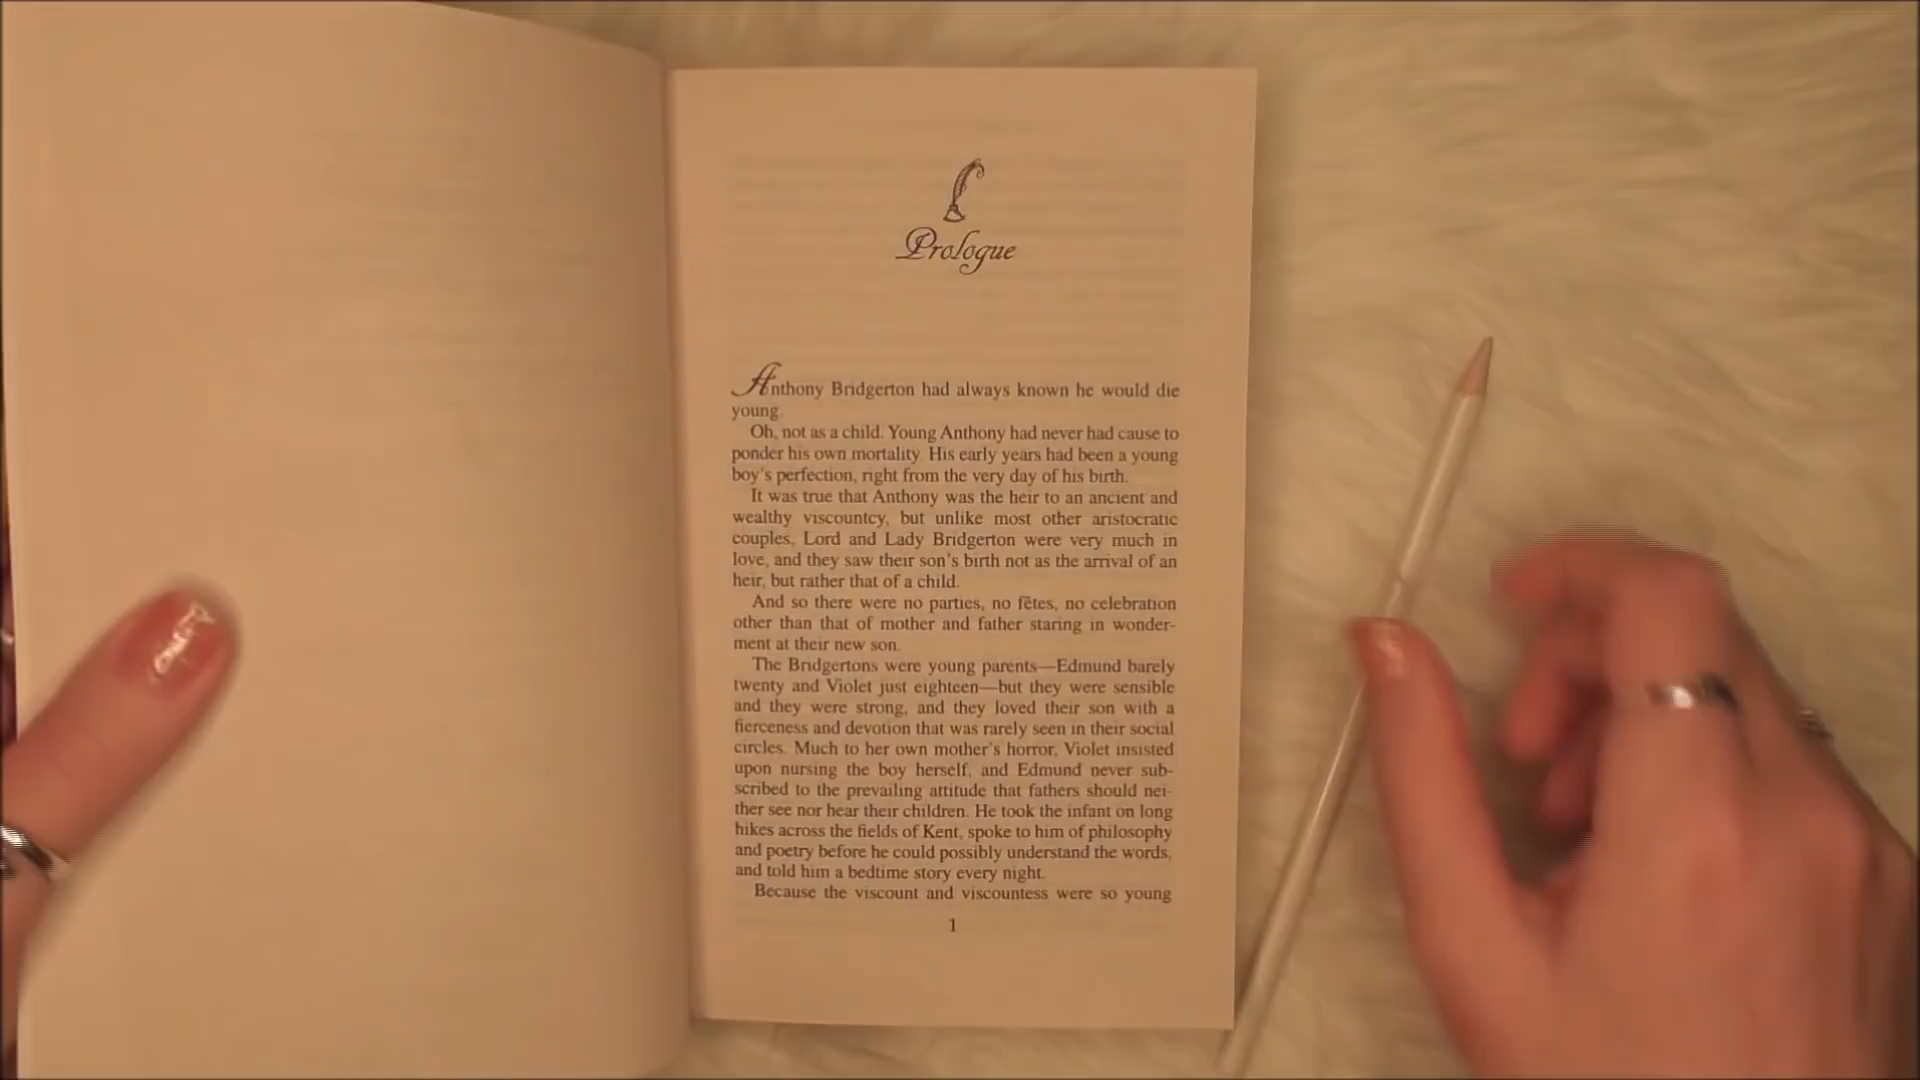 Prologue
Anthony Bridgerton had always known he would die
young.
Oh, not as a child. Young Anthony had never had cause to
ponder his own mortality. His early years had been a young
boy's perfection, right from the very day of his birth.
It was true that Anthony was the heir to an ancient and
wealthy viscountcy, but unlike most other aristocratic
couples, Lord and Lady Bridgerton were very much in
love, and they saw their son's birth not as the arrival of an
heir, but rather that of a child.
And so there were no parties, no fêtes, no celebration
other than that of mother and father staring in wonder-
ment at their new son.
The Bridgertons were young parents—Edmund barely
twenty and Violet just eighteen—but they were sensible
and they were strong, and they loved their son with a
fierceness and devotion that was rarely seen in their social
circles. Much to her own mother's horror, Violet insisted
upon nursing the boy herself, and Edmund never sub-
scribed to the prevailing attitude that fathers should nei-
ther see nor hear their children. He took the infant on long
hikes across the fields of Kent, spoke to him of philosophy
and poetry before he could possibly understand the words,
and told him a bedtime story every night.
Because the viscount and viscountess were so young
1